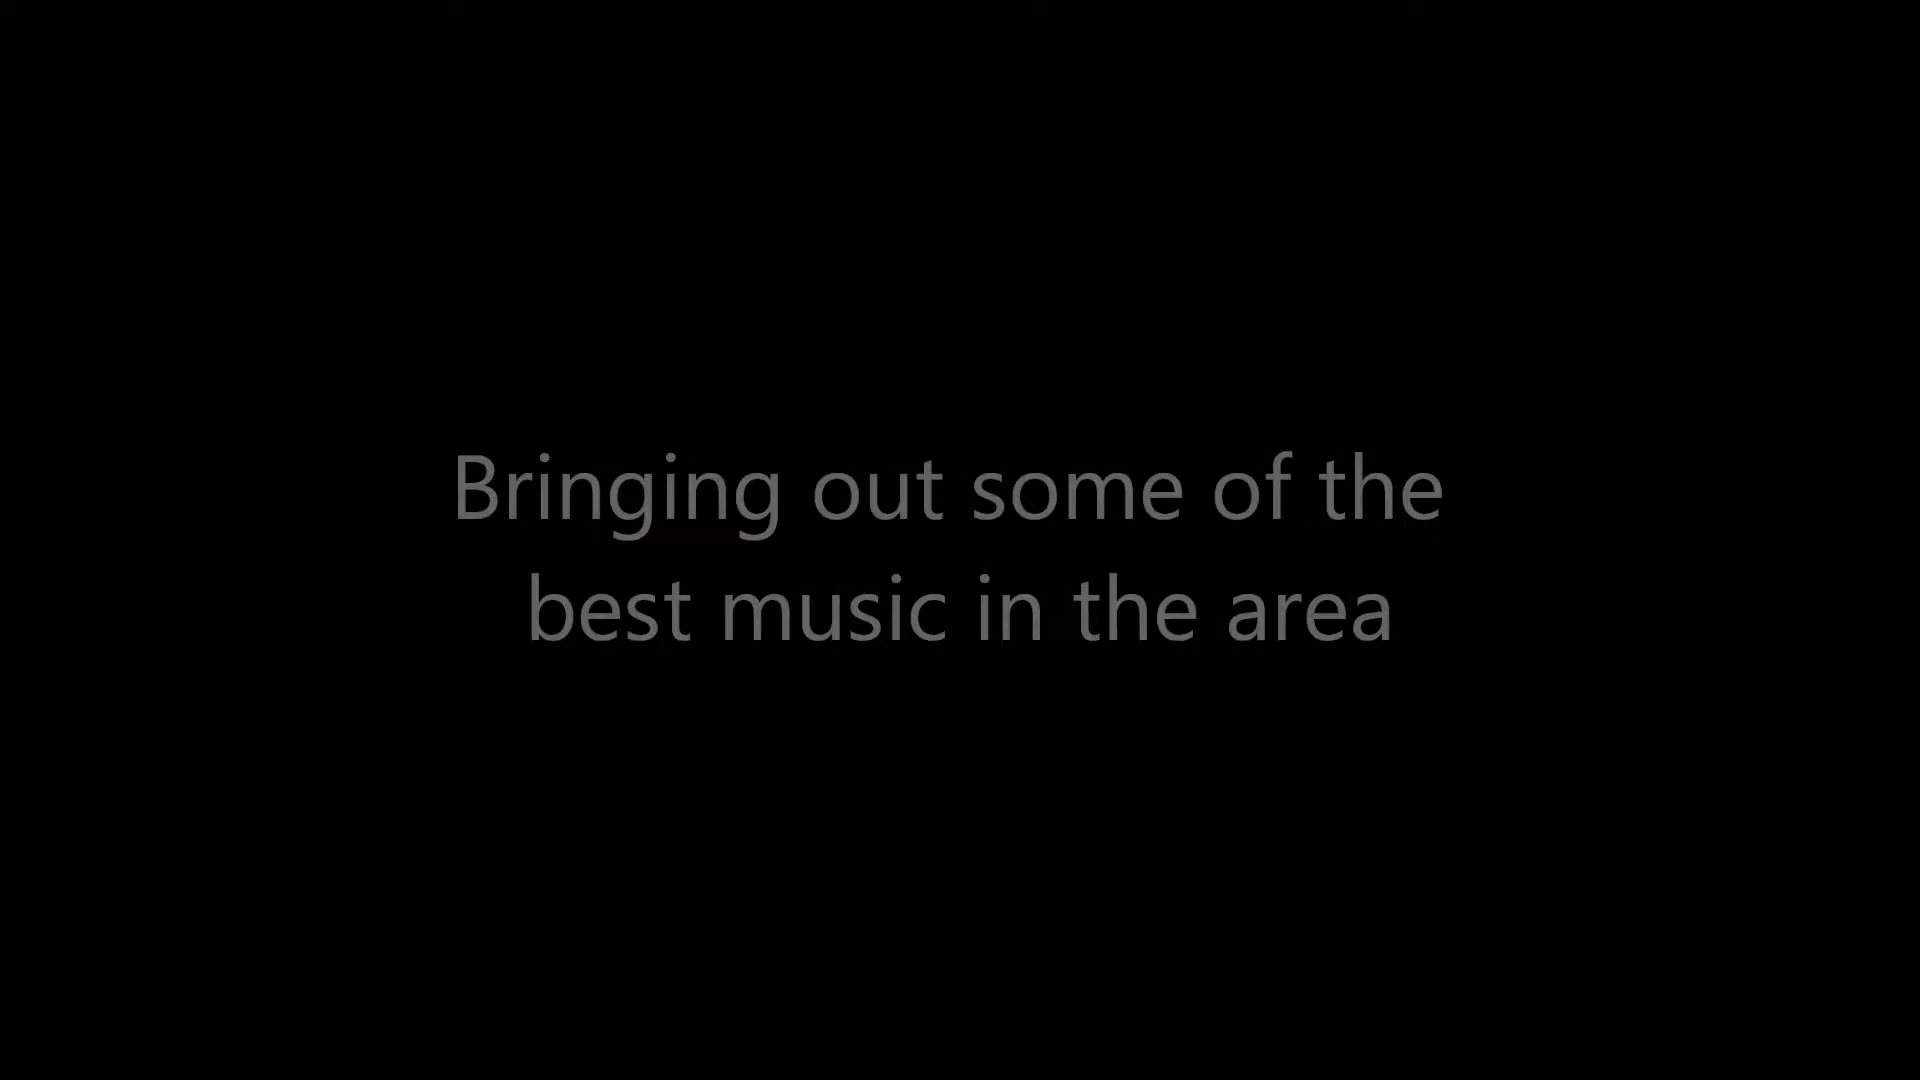 Bringing out some of the
best music in the area